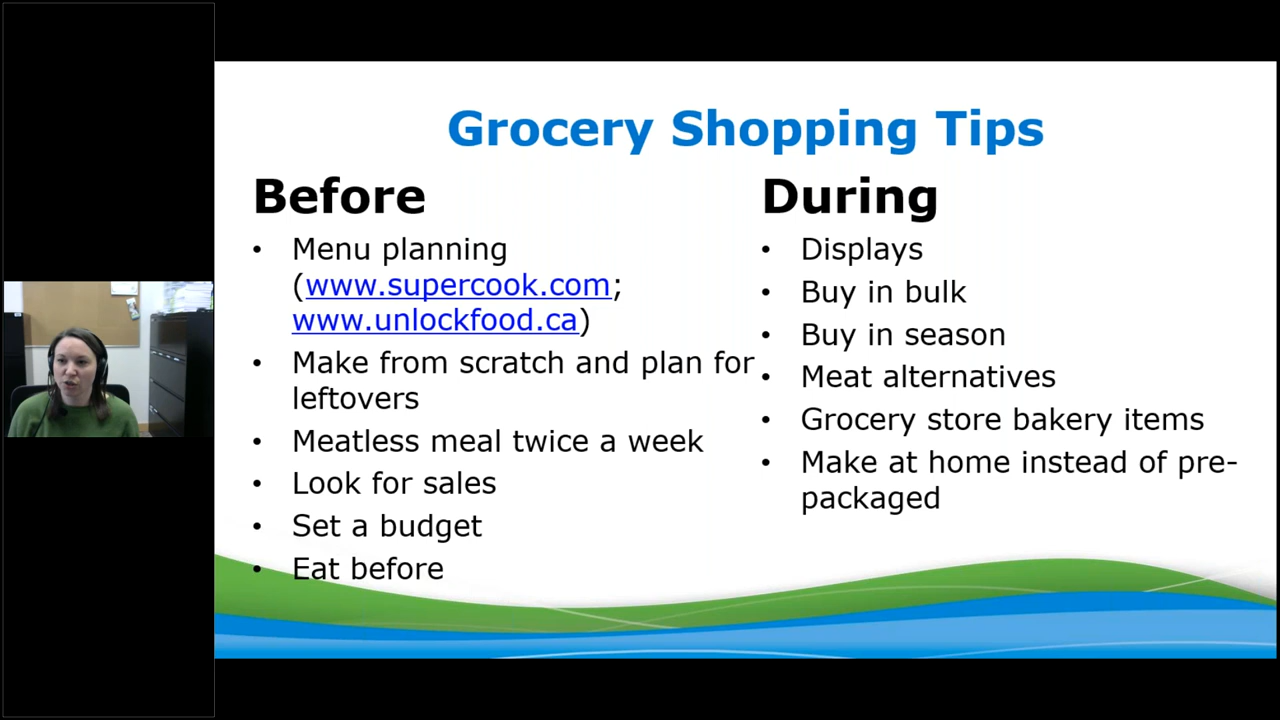 Grocery Shopping Tips
Before
• Menu planning
(www.supercook.com;
www.unlockfood.ca)
• Make from scratch and plan for
leftovers
• Meatless meal twice a week
• Look for sales
• Set a budget
• Eat before
During
• Displays
• Buy in bulk
• Buy in season
• Meat alternatives
• Grocery store bakery items
• Make at home instead of pre-
packaged